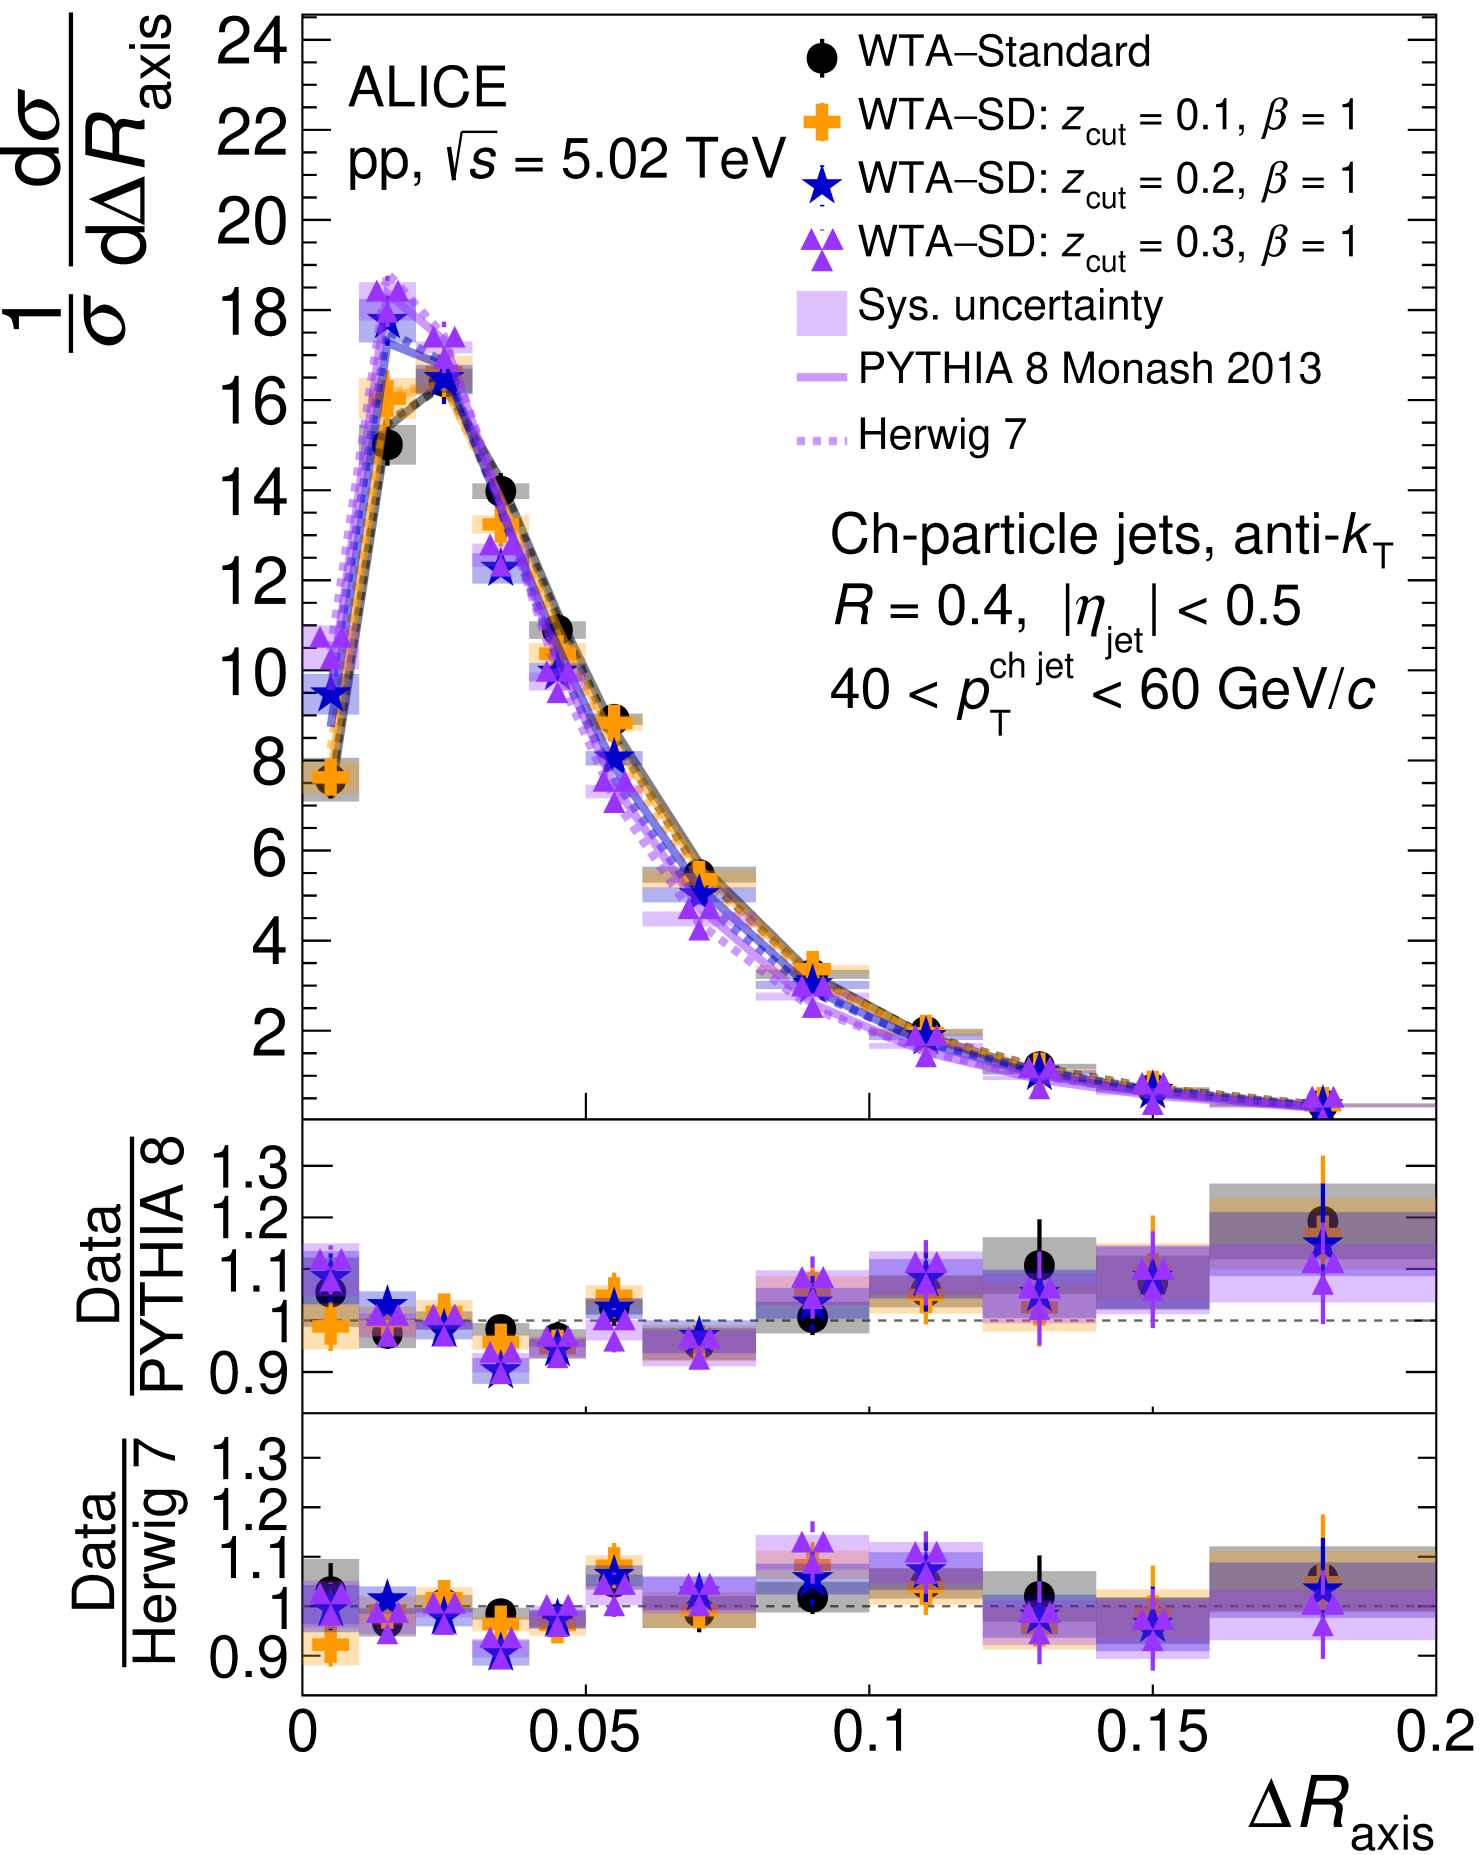 1/σ dσ/dΔR_axis
24
22
20
18
16
14
12
10
8
6
4
2
ALICE
pp, √s = 5.02 TeV
WTA–Standard
WTA–SD: z_cut = 0.1, β = 1
WTA–SD: z_cut = 0.2, β = 1
WTA–SD: z_cut = 0.3, β = 1
Sys. uncertainty
PYTHIA 8 Monash 2013
Herwig 7
Ch-particle jets, anti-k_T
R = 0.4, |η_jet| < 0.5
40 < p_T^ch jet < 60 GeV/c
Data
PYTHIA 8
1.3
1.2
1.1
1
0.9
Data
Herwig 7
1.3
1.2
1.1
1
0.9
0 0.05 0.1 0.15 0.2
ΔR_axis